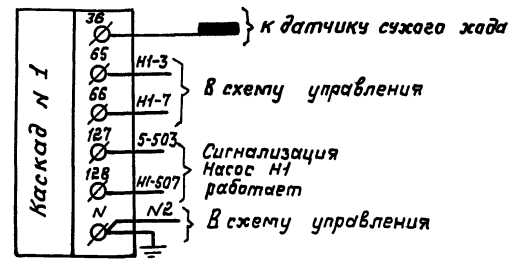 Каскад N 1
36
к датчику сухого хода
65
Н1-3
66
Н1-7
В схему управления
127
5-503
128
Н1-507
Сигнализация
Насос Н1
работает
N
N2
В схему управления